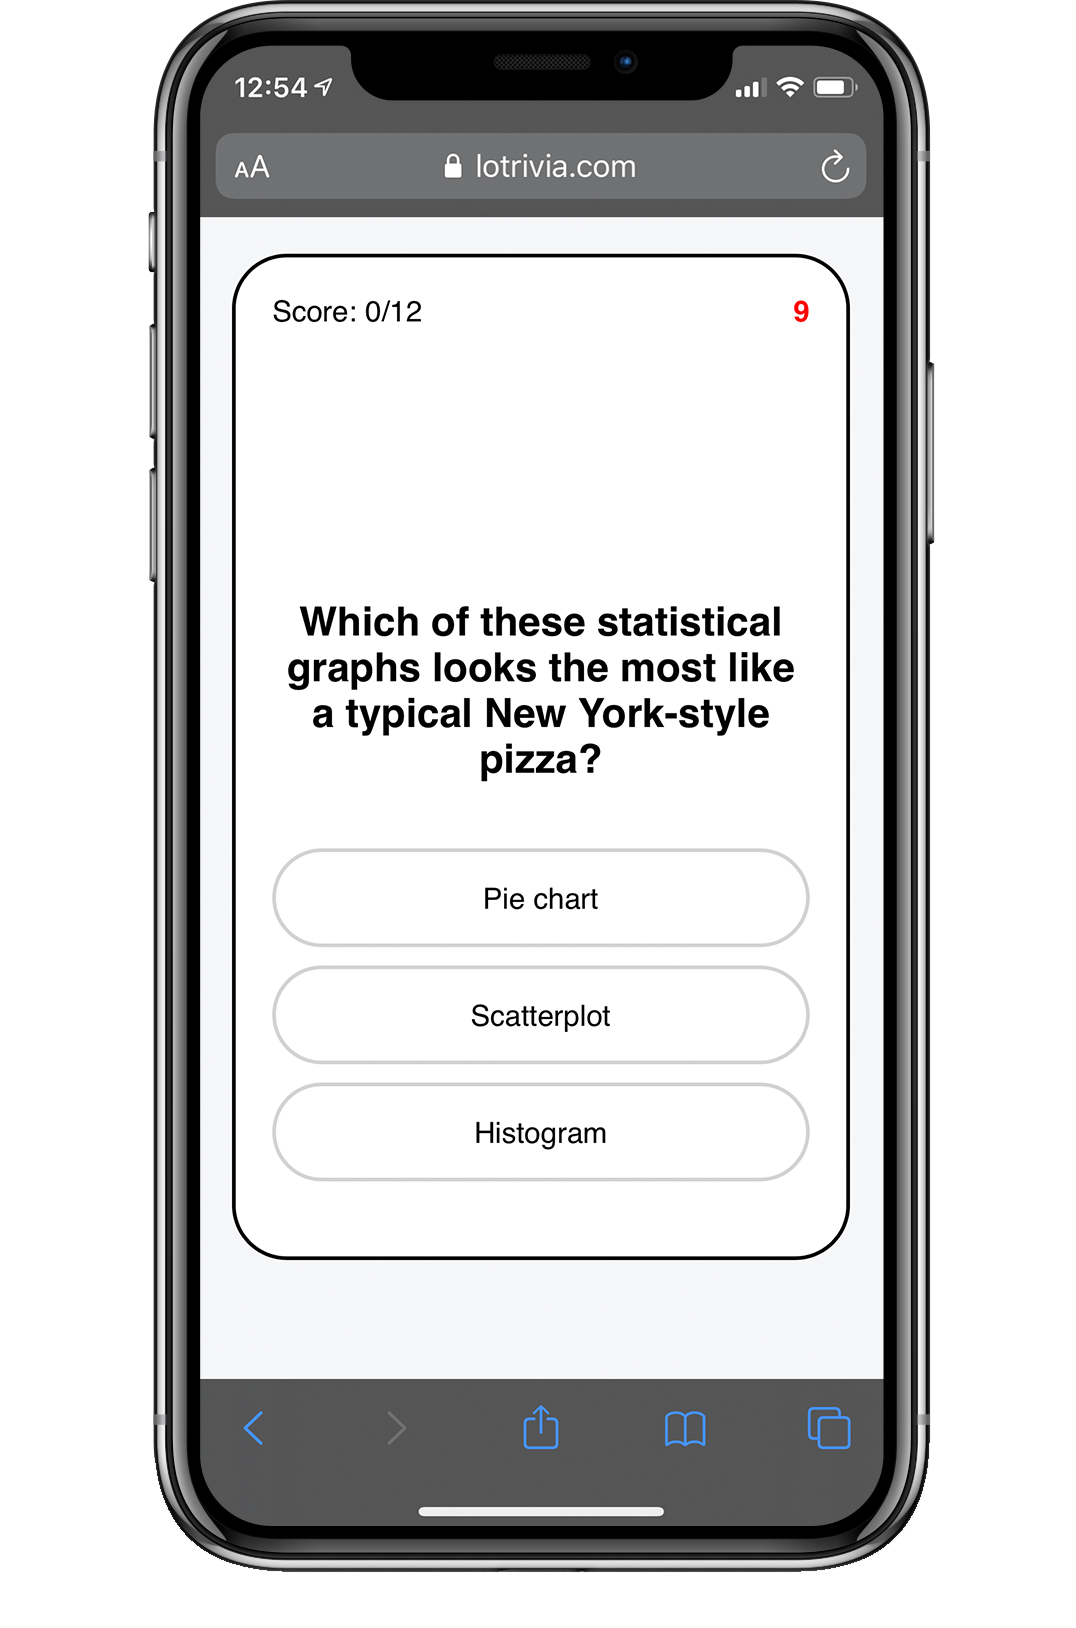 12:54
AA lotrivia.com
Score: 0/12 9
Which of these statistical
graphs looks the most like
a typical New York-style
pizza?
Pie chart
Scatterplot
Histogram